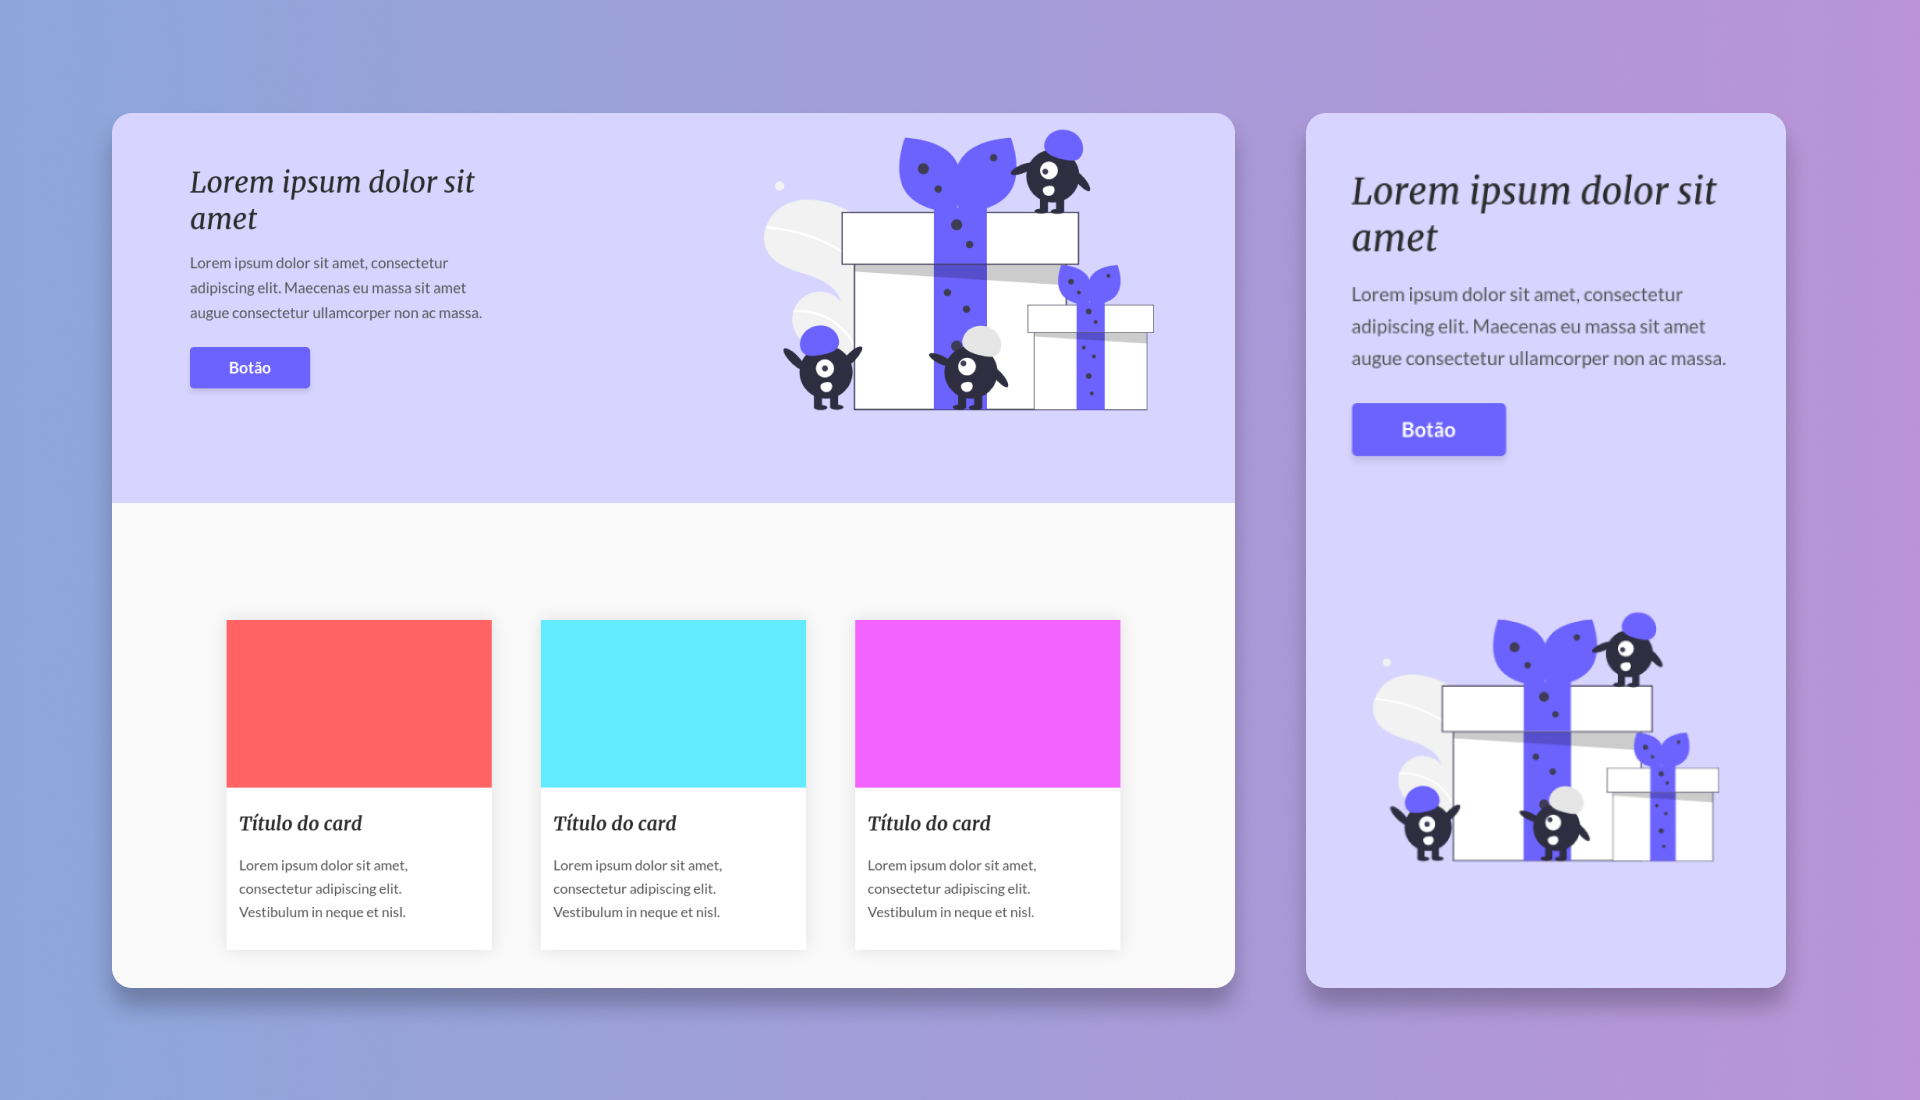 Lorem ipsum dolor sit
amet
Lorem ipsum dolor sit amet, consectetur
adipiscing elit. Maecenas eu massa sit amet
augue consectetur ullamcorper non ac massa.
Botão
Título do card
Lorem ipsum dolor sit amet,
consectetur adipiscing elit.
Vestibulum in neque et nisl.
Título do card
Lorem ipsum dolor sit amet,
consectetur adipiscing elit.
Vestibulum in neque et nisl.
Título do card
Lorem ipsum dolor sit amet,
consectetur adipiscing elit.
Vestibulum in neque et nisl.
Lorem ipsum dolor sit
amet
Lorem ipsum dolor sit amet, consectetur
adipiscing elit. Maecenas eu massa sit amet
augue consectetur ullamcorper non ac massa.
Botão